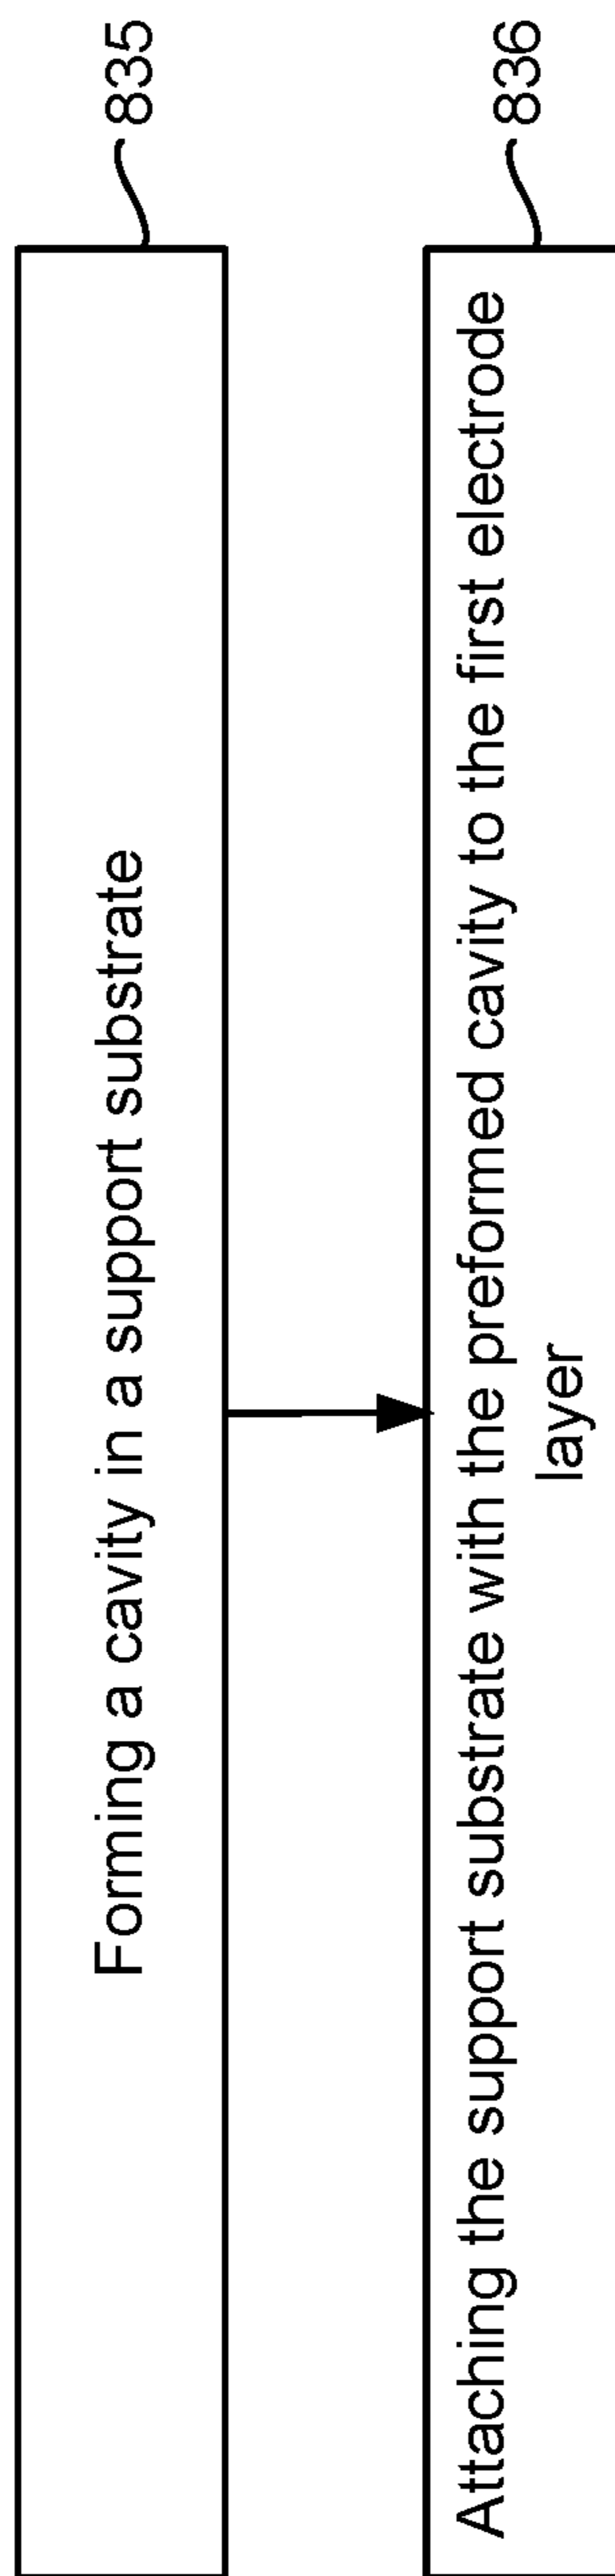 Forming a cavity in a support substrate
835
Attaching the support substrate with the preformed cavity to the first electrode
layer
836